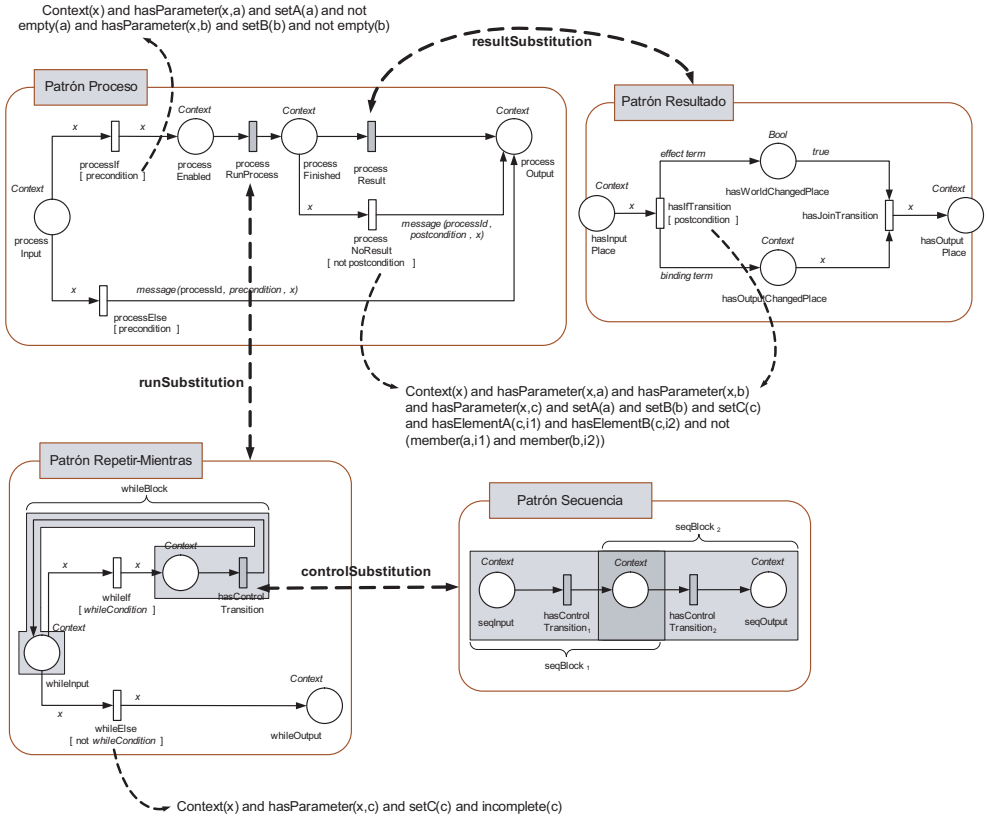 Context(x) and hasParameter(x,a) and setA(a) and not
empty(a) and hasParameter(x,b) and setB(b) and not empty(b)
resultSubstitution
Patrón Proceso
Context
Context
Context
x
x
processIf
[ precondition ]
process
Enabled
process
RunProcess
process
Finished
process
Result
process
Output
Context
process
Input
x
process
NoResult
[ not postcondition ]
message(processId,
postcondition , x)
x
message(processId, precondition , x)
processElse
[ precondition ]
Patrón Resultado
Bool
effect term
true
hasWorldChangedPlace
Context
x
hasInput
Place
hasIfTransition
[ postcondition ]
hasJoinTransition
x
Context
hasOutput
Place
Context
binding term
x
hasOutputChangedPlace
runSubstitution
Context(x) and hasParameter(x,a) and hasParameter(x,b)
and hasParameter(x,c) and setA(a) and setB(b) and setC(c)
and hasElementA(c,i1) and hasElementB(c,i2) and not
(member(a,i1) and member(b,i2))
Patrón Repetir-Mientras
whileBlock
Context
x
x
whileIf
[ whileCondition ]
hasControl
Transition
Context
whileInput
x
x
whileElse
[ not whileCondition ]
Context
whileOutput
controlSubstitution
Patrón Secuencia
seqBlock 2
Context
Context
Context
seqInput
hasControl
Transition1
hasControl
Transition2
seqOutput
seqBlock 1
Context(x) and hasParameter(x,c) and setC(c) and incomplete(c)